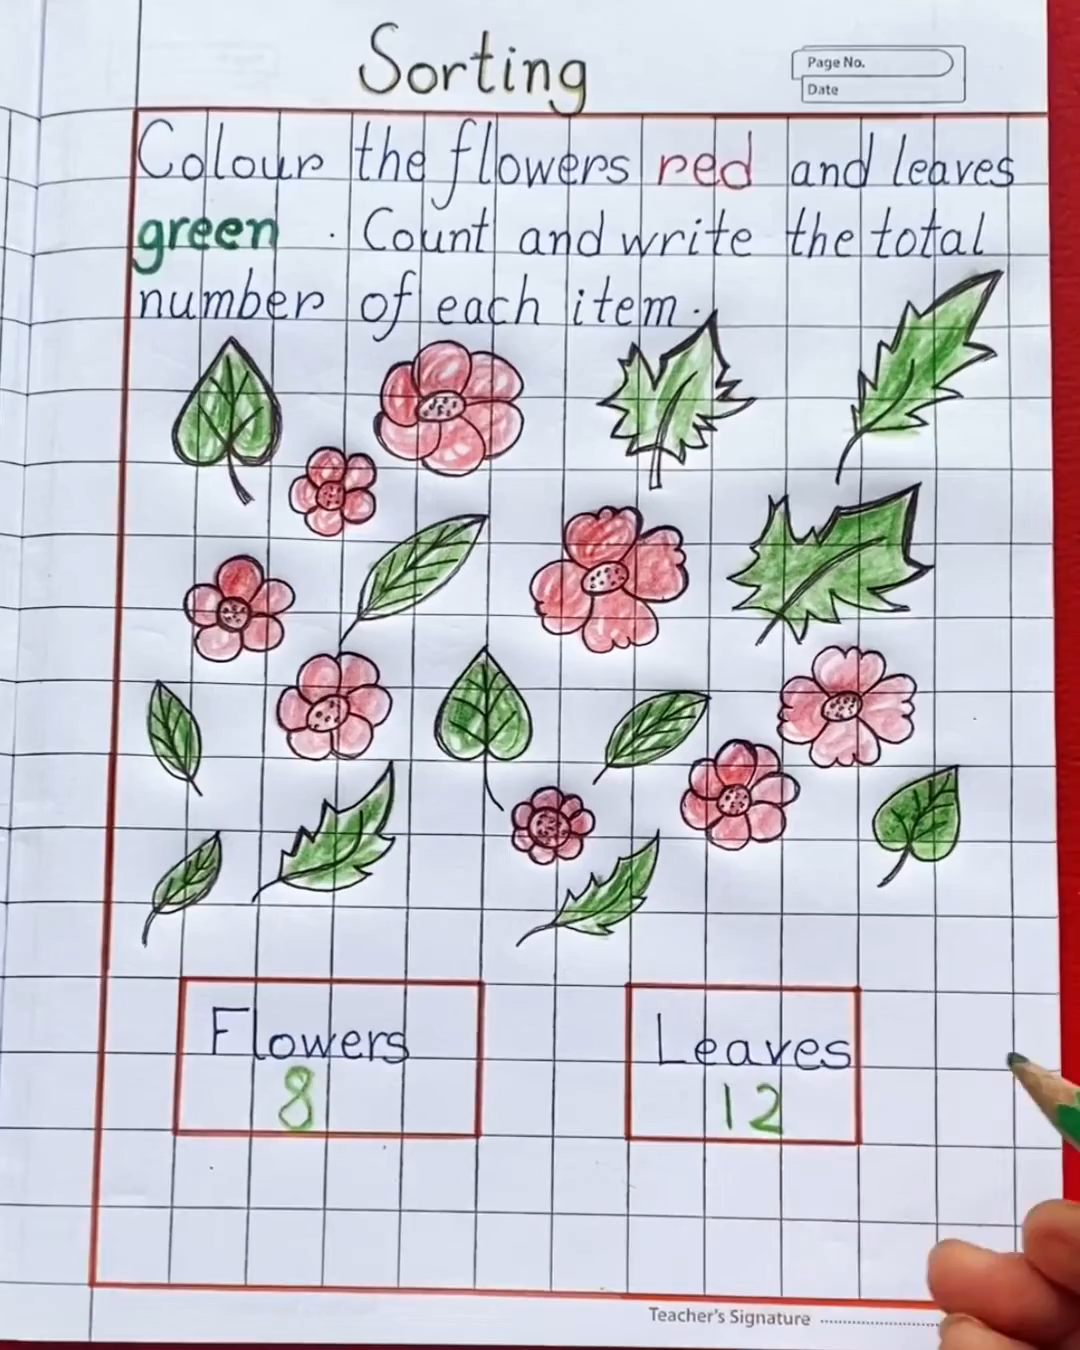 Sorting
Page No.
Date
Colour the flowers red and leaves
green . Count and write the total
number of each item.
Flowers
8
Leaves
12
Teacher's Signature ........................